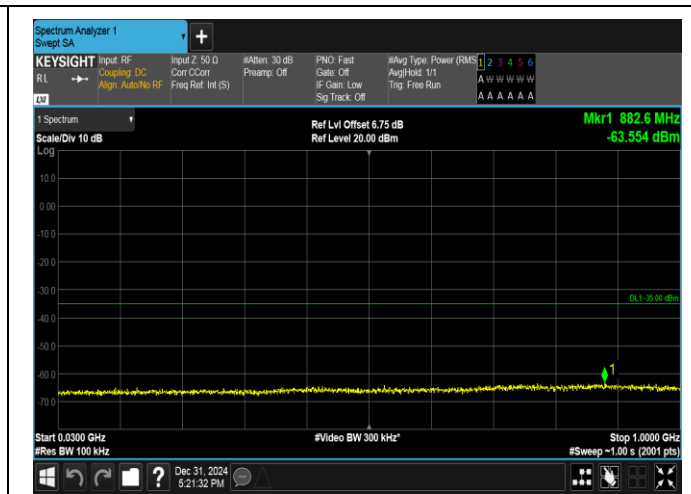 Spectrum Analyzer 1
Swept SA
+
KEYSIGHT Input: RF Input Z: 50 Ω #Atten: 30 dB PNO: Fast #Avg Type: Power (RMS 1 2 3 4 5 6
RL Coupling: DC Corr CCorr Preamp: Off Gate: Off Avg|Hold: 1/1 A W W W W W
Align: Auto/No RF Freq Ref: Int (S) IF Gain: Low Trig: Free Run
LXI Sig Track: Off A A A A A A
1 Spectrum
Ref Lvl Offset 6.75 dB Mkr1 882.6 MHz
Scale/Div 10 dB Ref Level 20.00 dBm -63.554 dBm
Log
10.0
0.00
-10.0
-20.0
-30.0
DL1 -35.00 dBm
-40.0
-50.0
1
-60.0
-70.0
Start 0.0300 GHz #Video BW 300 kHz* Stop 1.0000 GHz
#Res BW 100 kHz #Sweep ~1.00 s (2001 pts)
? Dec 31, 2024
5:21:32 PM